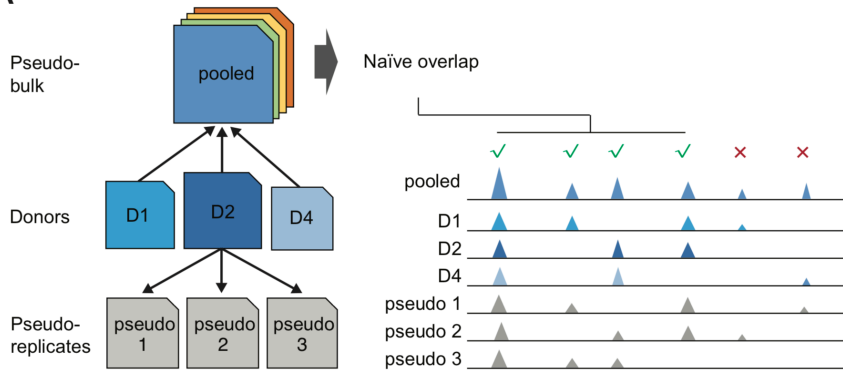 Pseudo-
bulk
pooled
Naïve overlap
Donors
D1
D2
D4
Pseudo-
replicates
pseudo
1
pseudo
2
pseudo
3
pooled
D1
D2
D4
pseudo 1
pseudo 2
pseudo 3